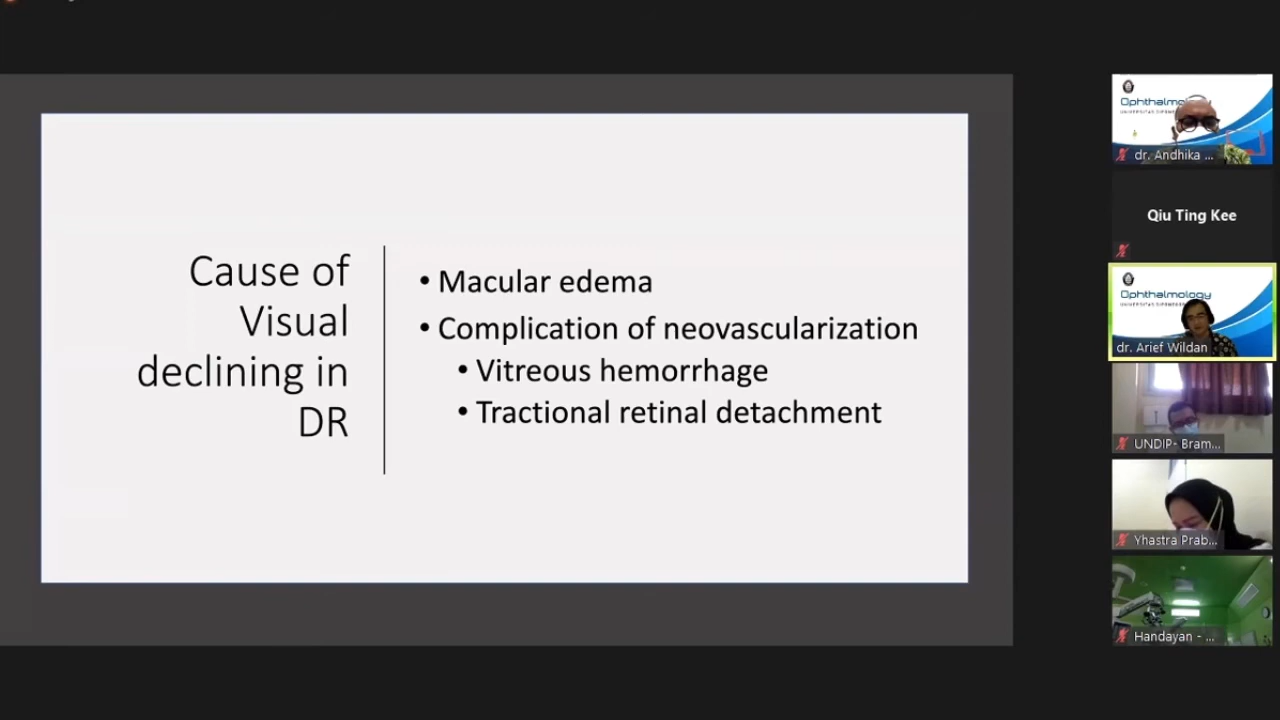 Cause of
Visual
declining in
DR
• Macular edema
• Complication of neovascularization
• Vitreous hemorrhage
• Tractional retinal detachment
Ophthalmology
dr. Andhika ...
Qiu Ting Kee
Ophthalmology
dr. Arief Wildan
UNDIP- Bram...
Yhastra Prab...
Handayan - ...